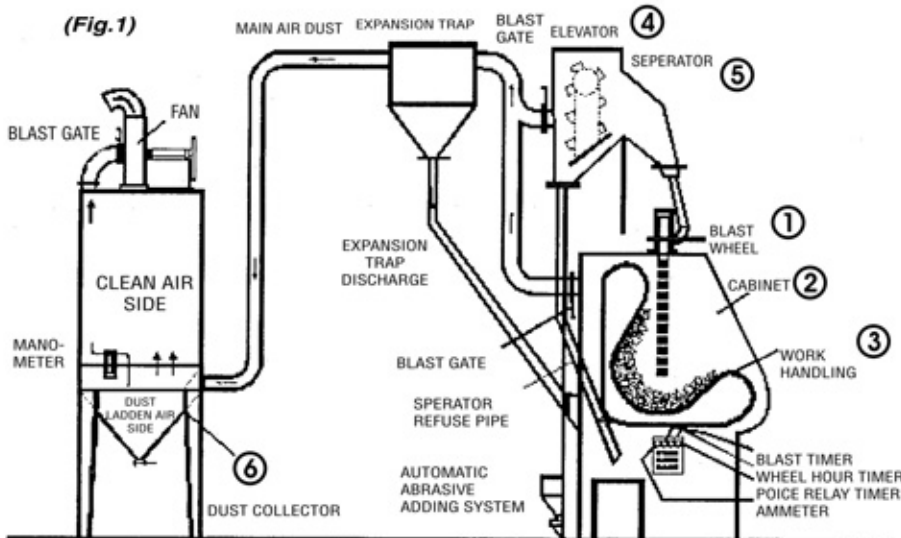 (Fig.1)
MAIN AIR DUST
EXPANSION TRAP
BLAST
GATE
ELEVATOR
④
SEPERATOR
⑤
FAN
BLAST GATE
EXPANSION
TRAP
DISCHARGE
BLAST
WHEEL
①
CLEAN AIR
SIDE
CABINET
②
MANO-
METER
BLAST GATE
WORK
HANDLING
③
DUST
LADDEN AIR
SIDE
SPERATOR
REFUSE PIPE
⑥
BLAST TIMER
WHEEL HOUR TIMER
POICE RELAY TIMER
AMMETER
AUTOMATIC
ABRASIVE
ADDING SYSTEM
DUST COLLECTOR